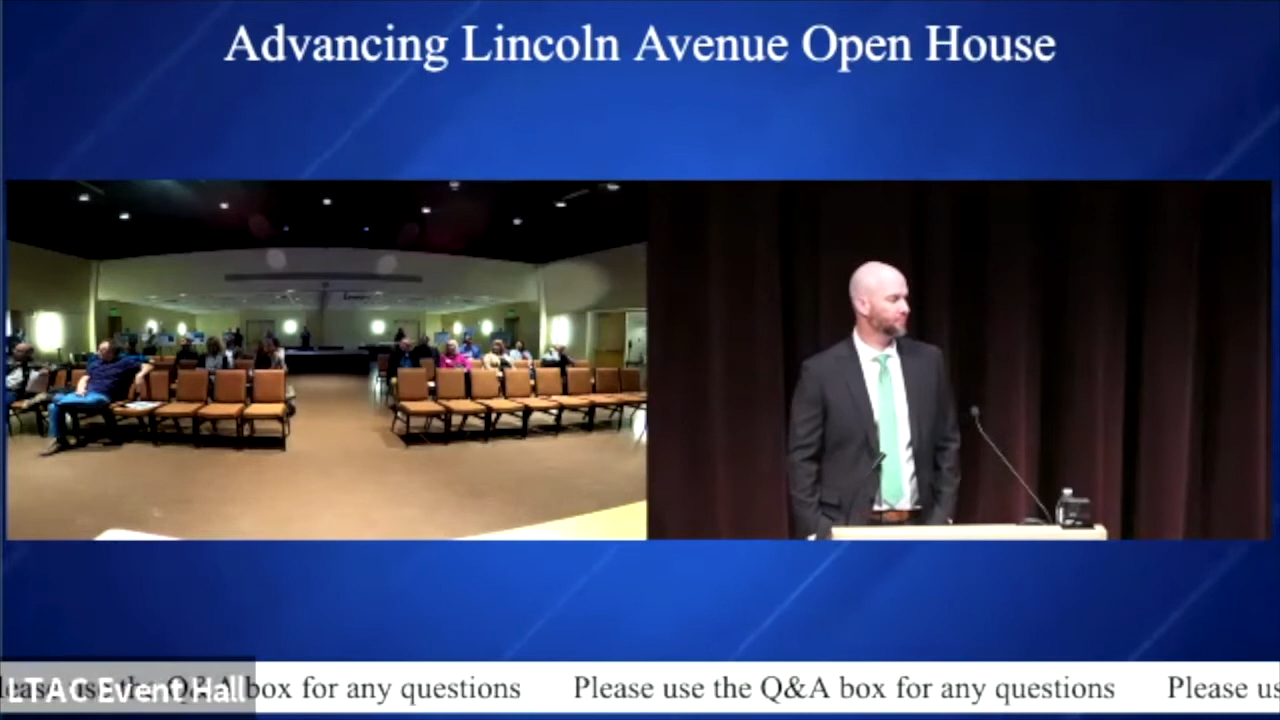 Advancing Lincoln Avenue Open House
LTAC Event Hall
box for any questions Please use the Q&A box for any questions Please us